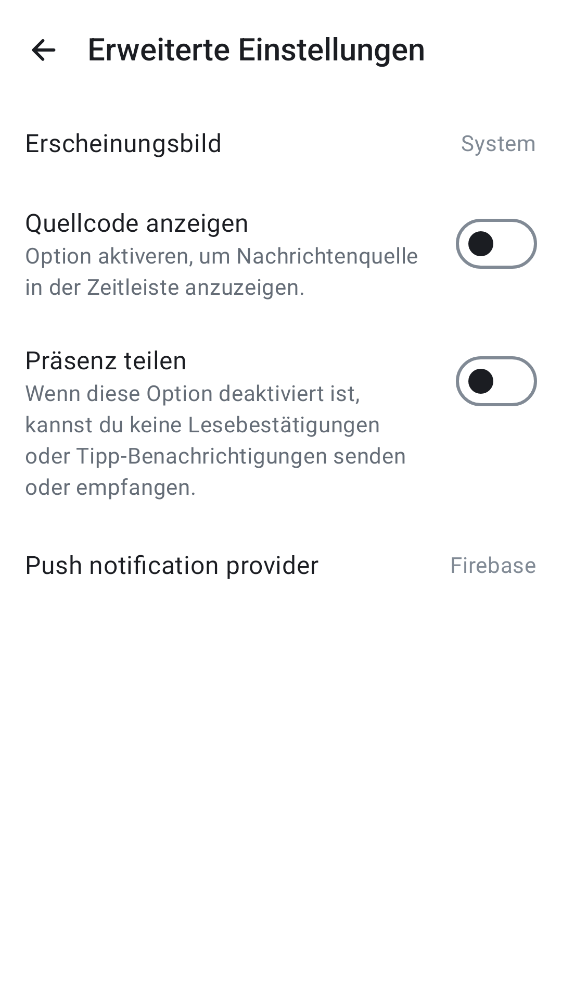 Erweiterte Einstellungen
Erscheinungsbild
System
Quellcode anzeigen
Option aktiveren, um Nachrichtenquelle
in der Zeitleiste anzuzeigen.
Präsenz teilen
Wenn diese Option deaktiviert ist,
kannst du keine Lesebestätigungen
oder Tipp-Benachrichtigungen senden
oder empfangen.
Push notification provider
Firebase